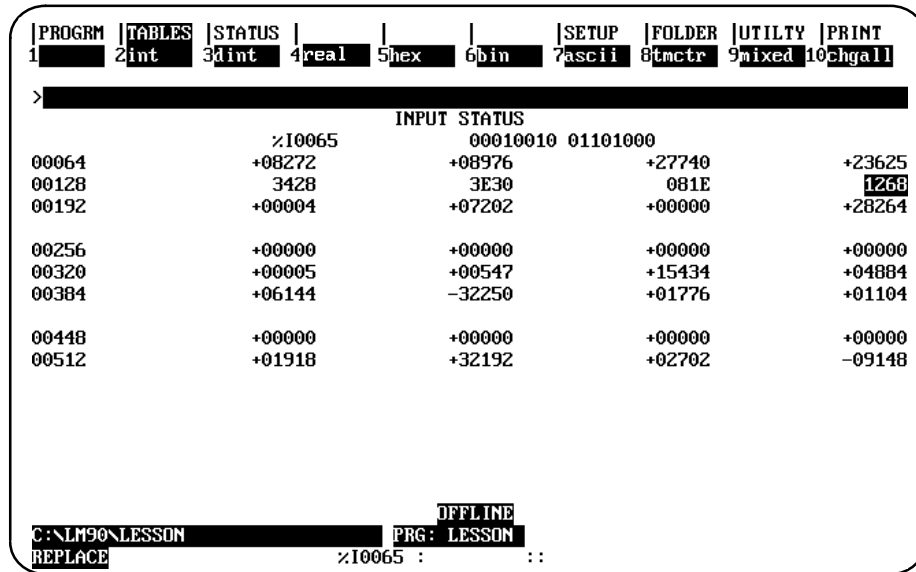 |PROGRM |TABLES |STATUS | | | |SETUP |FOLDER |UTILTY |PRINT
1 2int 3dint 4real 5hex 6bin 7ascii 8tmctr 9mixed 10chgall
>
INPUT STATUS
%I0065 00010010 01101000
00064 +08272 +08976 +27740 +23625
00128 3428 3E30 081E 1268
00192 +00004 +07202 +00000 +28264
00256 +00000 +00000 +00000 +00000
00320 +00005 +00547 +15434 +04884
00384 +06144 -32250 +01776 +01104
00448 +00000 +00000 +00000 +00000
00512 +01918 +32192 +02702 -09148
OFFLINE
C:\LM90\LESSON PRG: LESSON
REPLACE %I0065 : ::